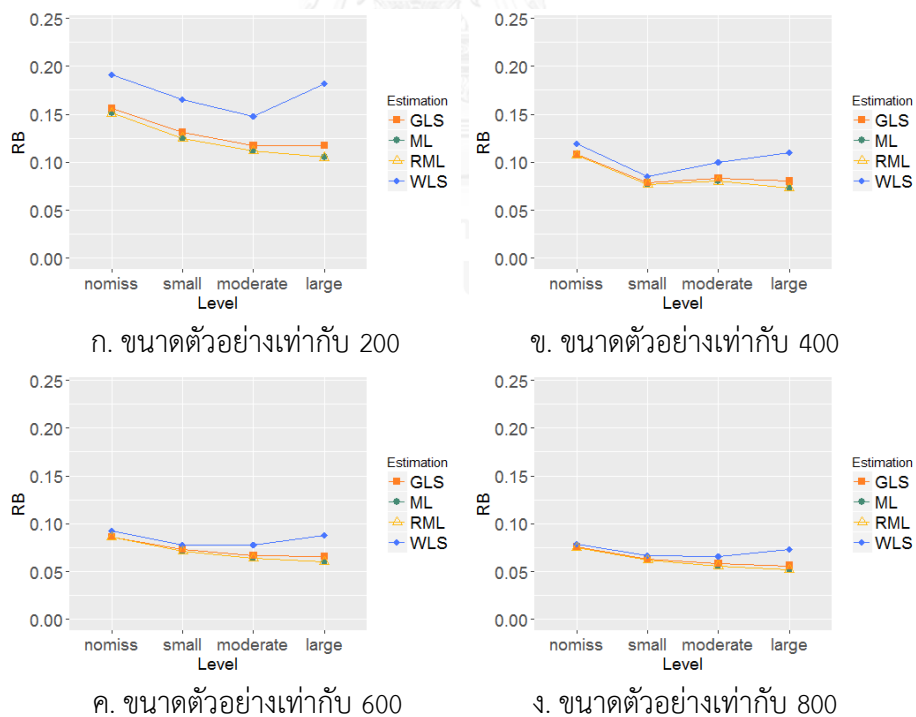 0.25
0.20
0.15
0.10
0.05
0.00
RB
nomiss small moderate large
Level
Estimation
GLS
ML
RML
WLS
ก. ขนาดตัวอย่างเท่ากับ 200
0.25
0.20
0.15
0.10
0.05
0.00
RB
nomiss small moderate large
Level
Estimation
GLS
ML
RML
WLS
ข. ขนาดตัวอย่างเท่ากับ 400
0.25
0.20
0.15
0.10
0.05
0.00
RB
nomiss small moderate large
Level
Estimation
GLS
ML
RML
WLS
ค. ขนาดตัวอย่างเท่ากับ 600
0.25
0.20
0.15
0.10
0.05
0.00
RB
nomiss small moderate large
Level
Estimation
GLS
ML
RML
WLS
ง. ขนาดตัวอย่างเท่ากับ 800